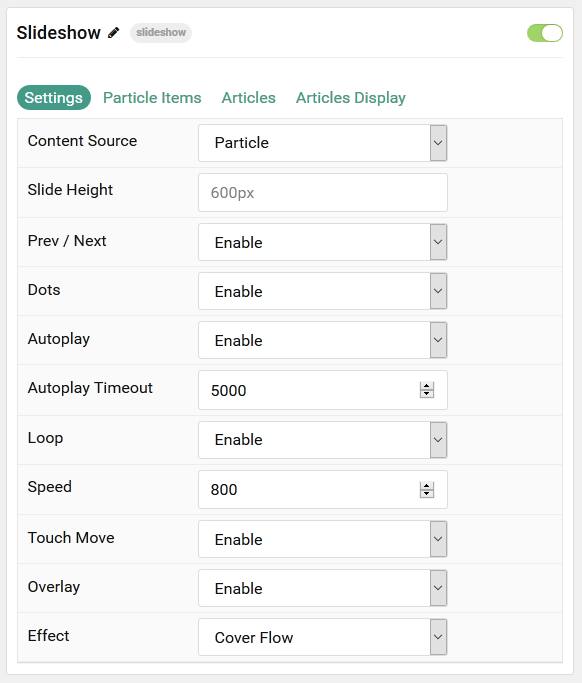 Slideshow slideshow
Settings Particle Items Articles Articles Display
Content Source Particle
Slide Height 600px
Prev / Next Enable
Dots Enable
Autoplay Enable
Autoplay Timeout 5000
Loop Enable
Speed 800
Touch Move Enable
Overlay Enable
Effect Cover Flow